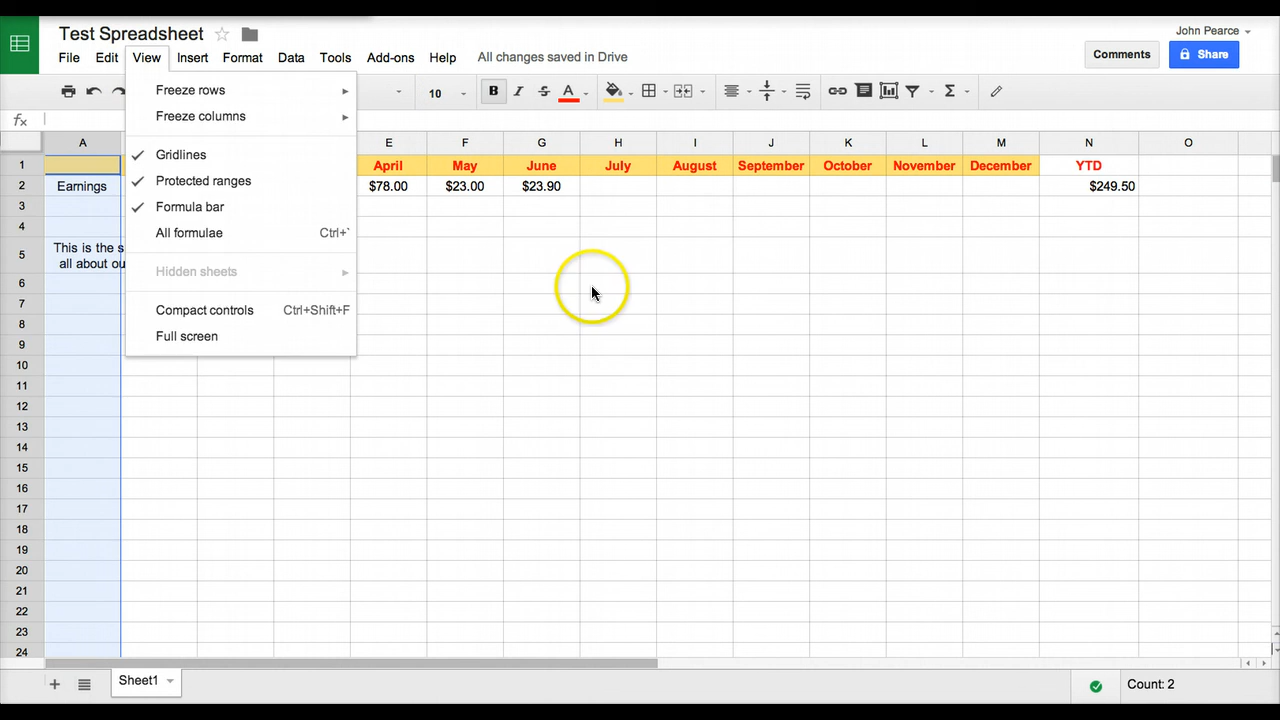 Test Spreadsheet
John Pearce
File Edit View Insert Format Data Tools Add-ons Help All changes saved in Drive
Comments Share
10 B I S A Σ
fx
Freeze rows
Freeze columns
Gridlines
Protected ranges
Formula bar
All formulae Ctrl+`
Hidden sheets
Compact controls Ctrl+Shift+F
Full screen
A E F G H I J K L M N O
1 April May June July August September October November December YTD
2 Earnings $78.00 $23.00 $23.90 $249.50
3
4
5 This is the s
all about ou
6
7
8
9
10
11
12
13
14
15
16
17
18
19
20
21
22
23
24
Sheet1 Count: 2